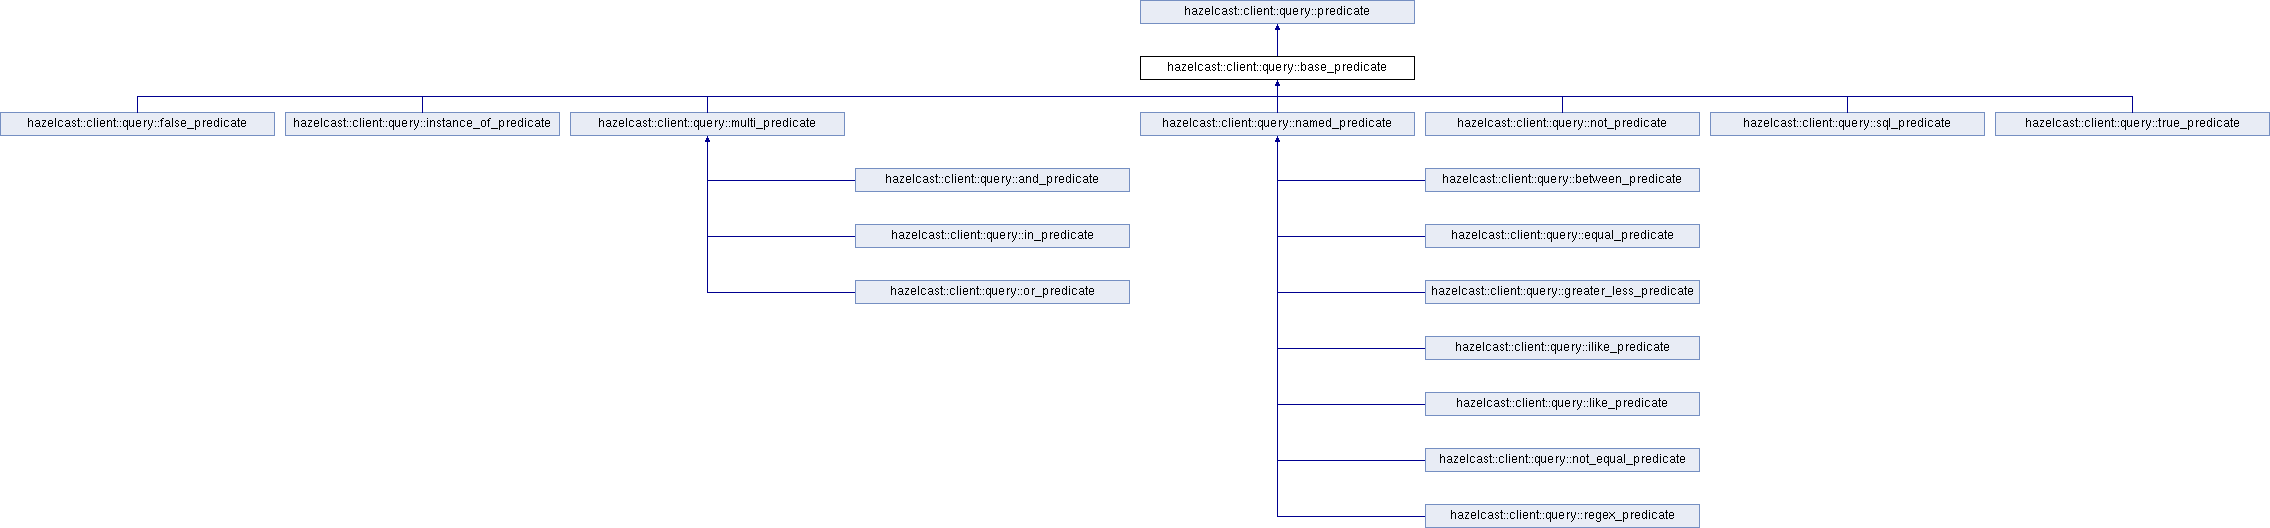 hazelcast::client::query::predicate
hazelcast::client::query::base_predicate
hazelcast::client::query::false_predicate
hazelcast::client::query::instance_of_predicate
hazelcast::client::query::multi_predicate
hazelcast::client::query::named_predicate
hazelcast::client::query::not_predicate
hazelcast::client::query::sql_predicate
hazelcast::client::query::true_predicate
hazelcast::client::query::and_predicate
hazelcast::client::query::between_predicate
hazelcast::client::query::in_predicate
hazelcast::client::query::equal_predicate
hazelcast::client::query::or_predicate
hazelcast::client::query::greater_less_predicate
hazelcast::client::query::ilike_predicate
hazelcast::client::query::like_predicate
hazelcast::client::query::not_equal_predicate
hazelcast::client::query::regex_predicate